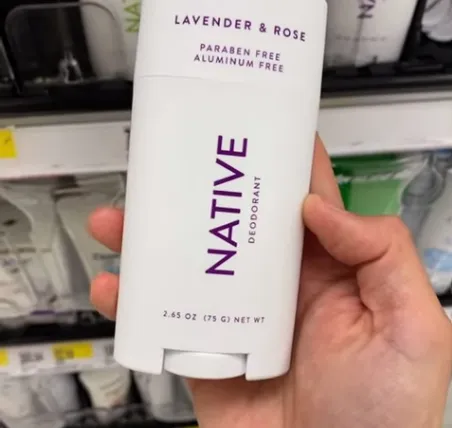 LAVENDER & ROSE
PARABEN FREE
ALUMINUM FREE
NATIVE
DEODORANT
2.65 OZ (75 G) NET WT